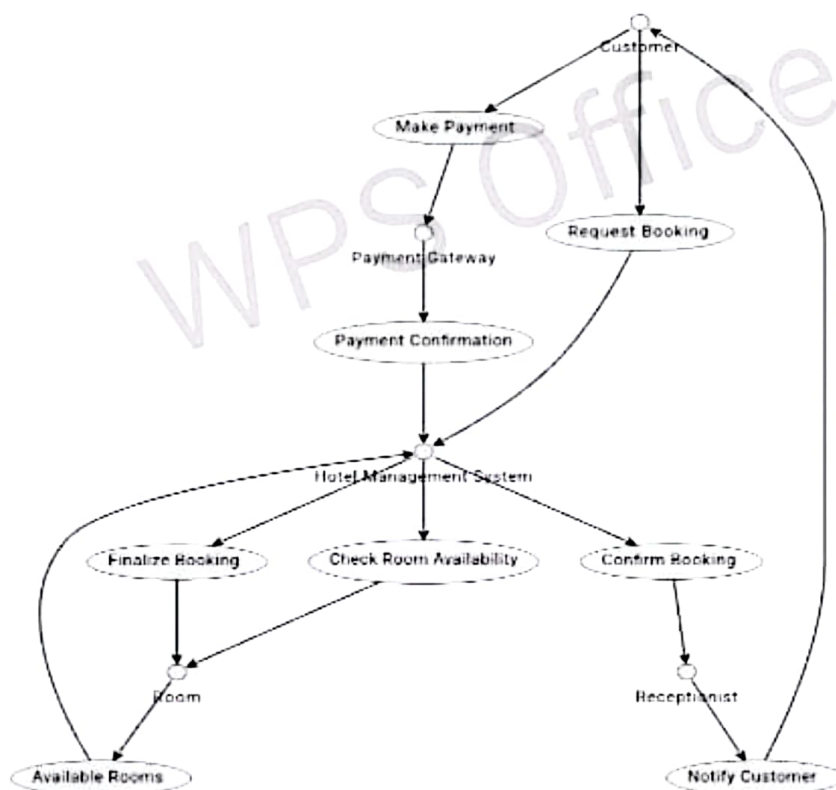 Customer
Make Payment
Request Booking
Payment Gateway
Payment Confirmation
Hotel Management System
Finalize Booking
Check Room Availability
Confirm Booking
Room
Receptionist
Available Rooms
Notify Customer
WPS Office